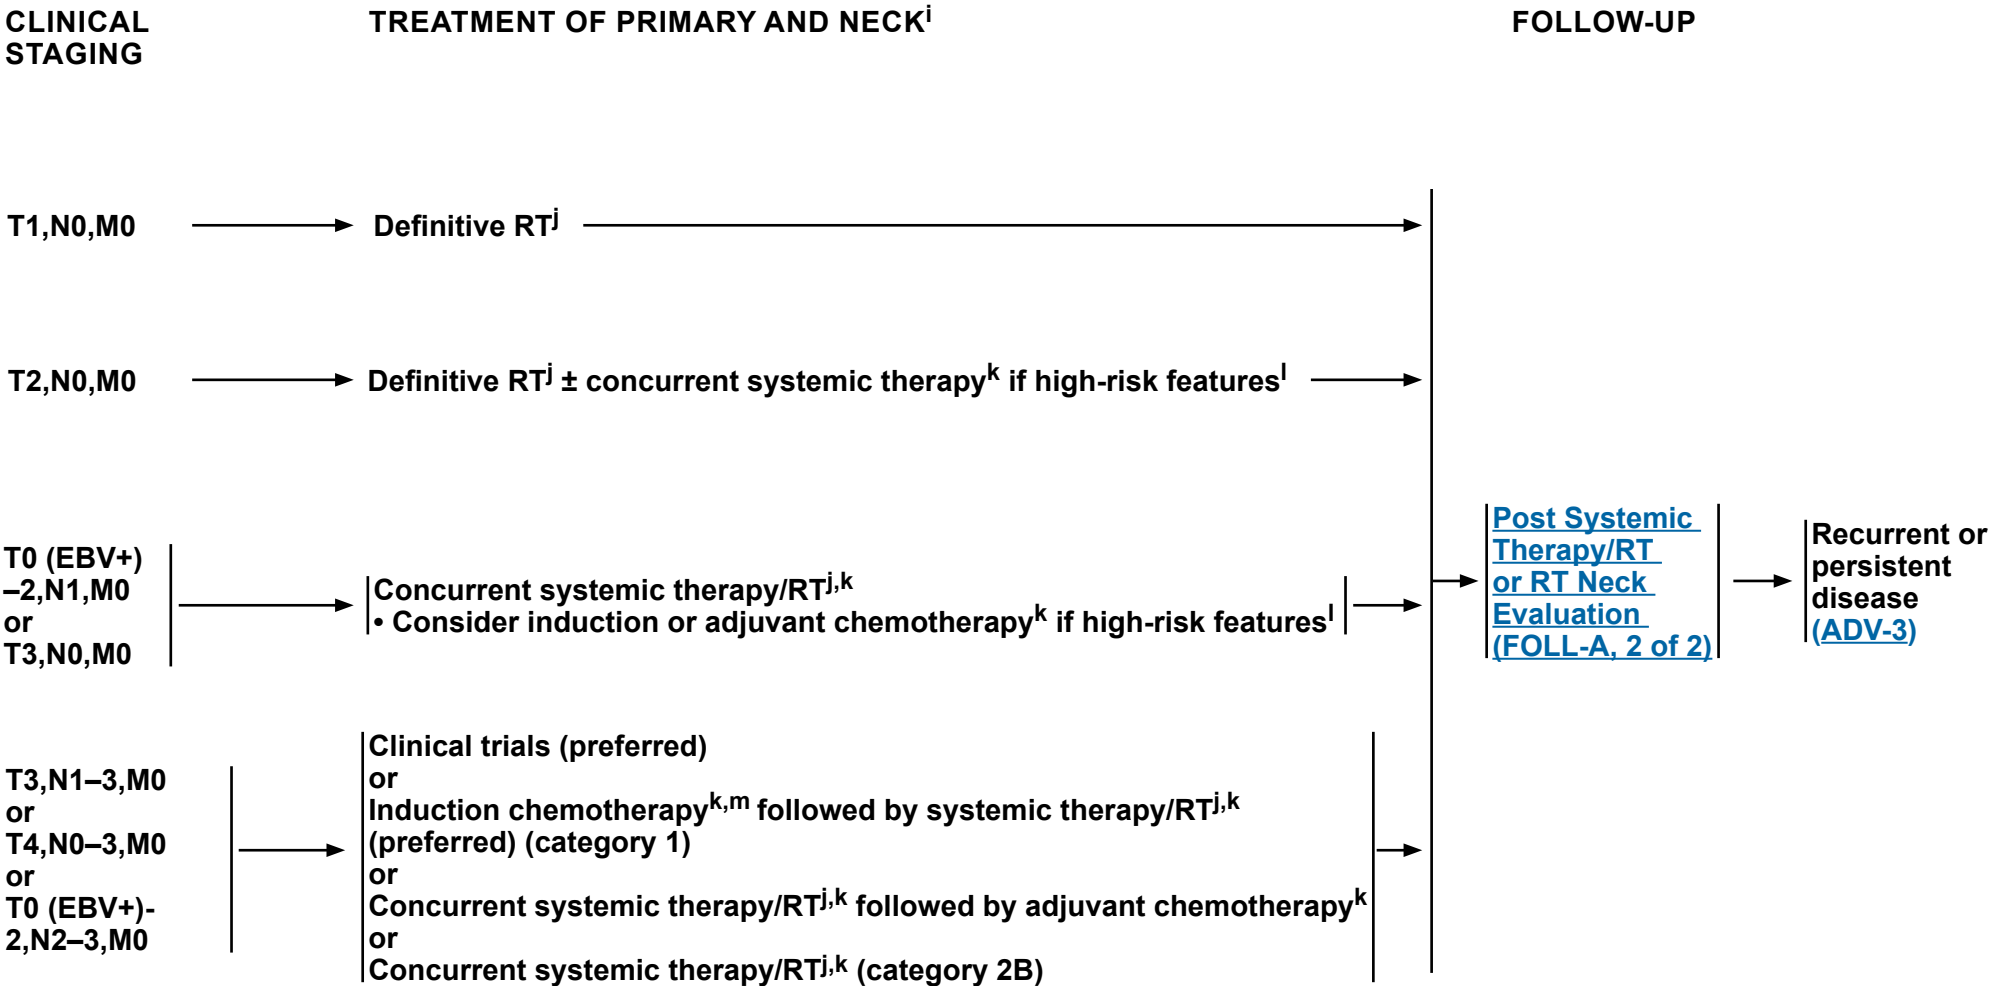 CLINICAL
STAGING
TREATMENT OF PRIMARY AND NECKⁱ
FOLLOW-UP
T1,N0,M0
Definitive RTʲ
T2,N0,M0
Definitive RTʲ ± concurrent systemic therapyᵏ if high-risk featuresˡ
T0 (EBV+)
–2,N1,M0
or
T3,N0,M0
Concurrent systemic therapy/RTʲ,ᵏ
• Consider induction or adjuvant chemotherapyᵏ if high-risk featuresˡ
T3,N1–3,M0
or
T4,N0–3,M0
or
T0 (EBV+)-
2,N2–3,M0
Clinical trials (preferred)
or
Induction chemotherapyᵏ,ᵐ followed by systemic therapy/RTʲ,ᵏ
(preferred) (category 1)
or
Concurrent systemic therapy/RTʲ,ᵏ followed by adjuvant chemotherapyᵏ
or
Concurrent systemic therapy/RTʲ,ᵏ (category 2B)
Post Systemic
Therapy/RT
or RT Neck
Evaluation
(FOLL-A, 2 of 2)
Recurrent or
persistent
disease
(ADV-3)